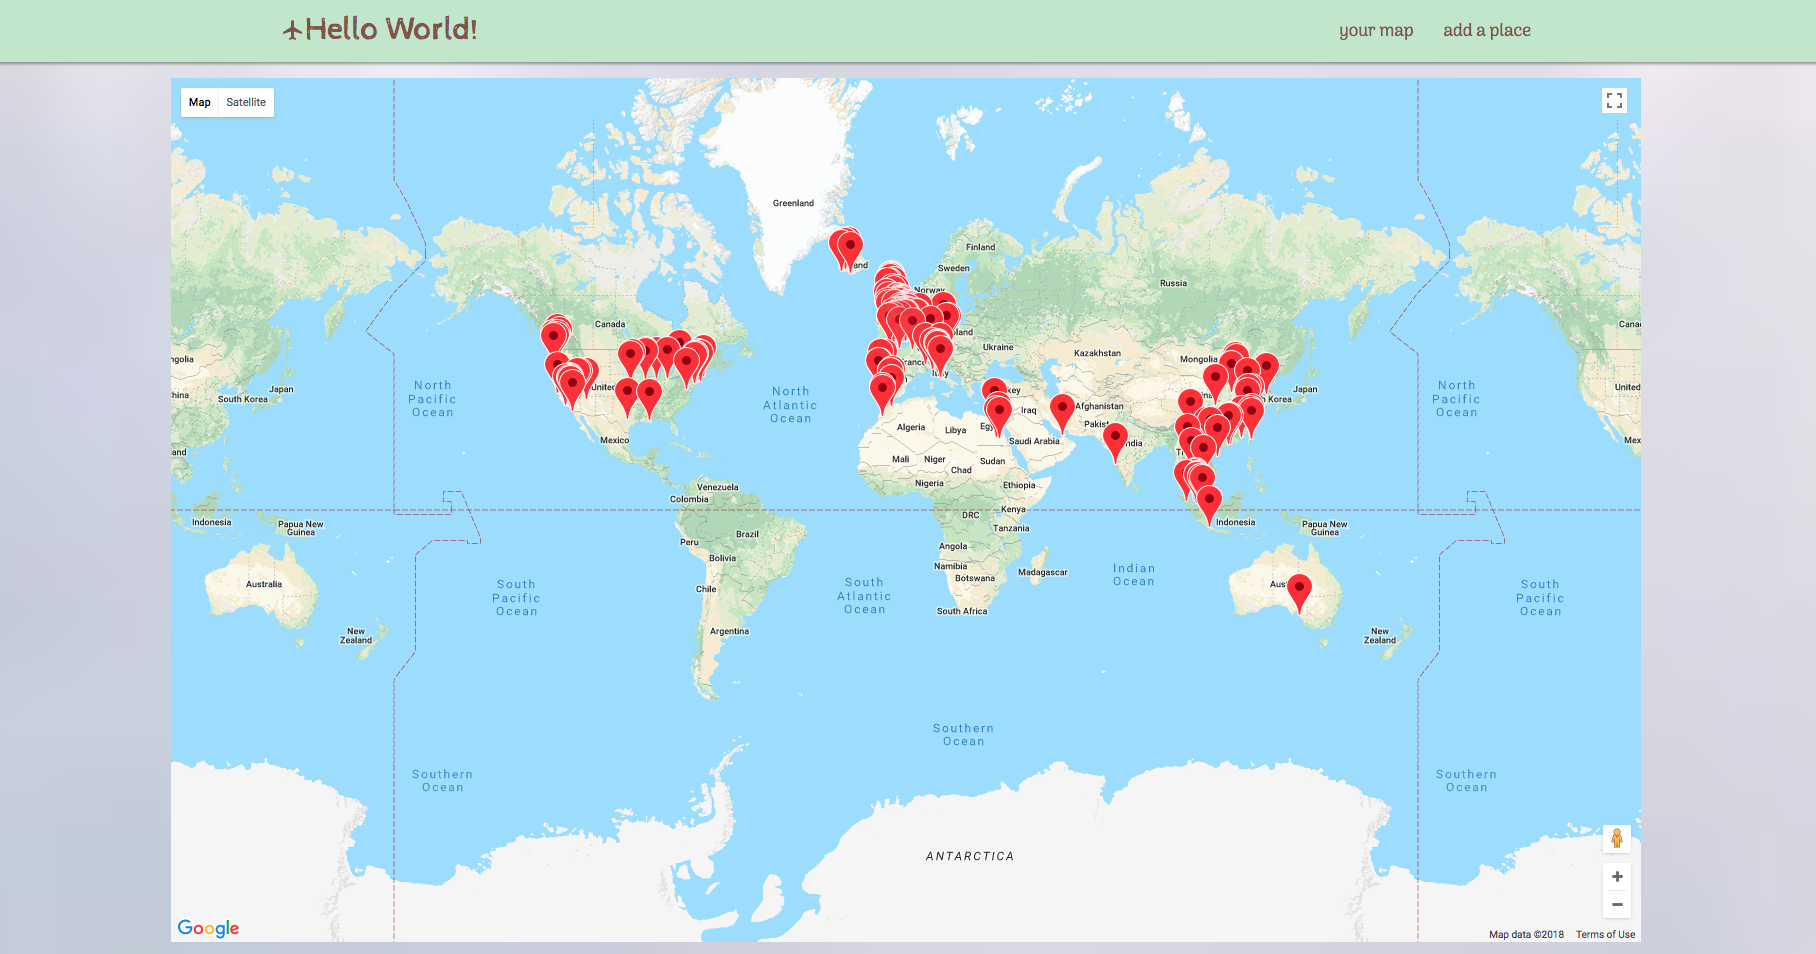 Hello World!
your map
add a place
Map
Satellite
Greenland
Finland
Sweden
Norway
Russia
Canada
Ukraine
Kazakhstan
Mongolia
Japan
South Korea
North
Pacific
Ocean
North
Atlantic
Ocean
North
Pacific
Ocean
Japan
United
Mexico
Algeria
Libya
Iraq
Afghanistan
Saudi Arabia
Mali
Niger
Chad
Sudan
Nigeria
Ethiopia
Venezuela
Colombia
DRC
Kenya
Tanzania
Indonesia
Papua New
Guinea
Indonesia
Papua New
Guinea
Peru
Brazil
Bolivia
Angola
Namibia
Botswana
Madagascar
Indian
Ocean
Australia
Chile
South Africa
South
Pacific
Ocean
South
Atlantic
Ocean
South
Pacific
Ocean
New
Zealand
Argentina
New
Zealand
Southern
Ocean
Southern
Ocean
Southern
Ocean
ANTARCTICA
Google
Map data ©2018
Terms of Use